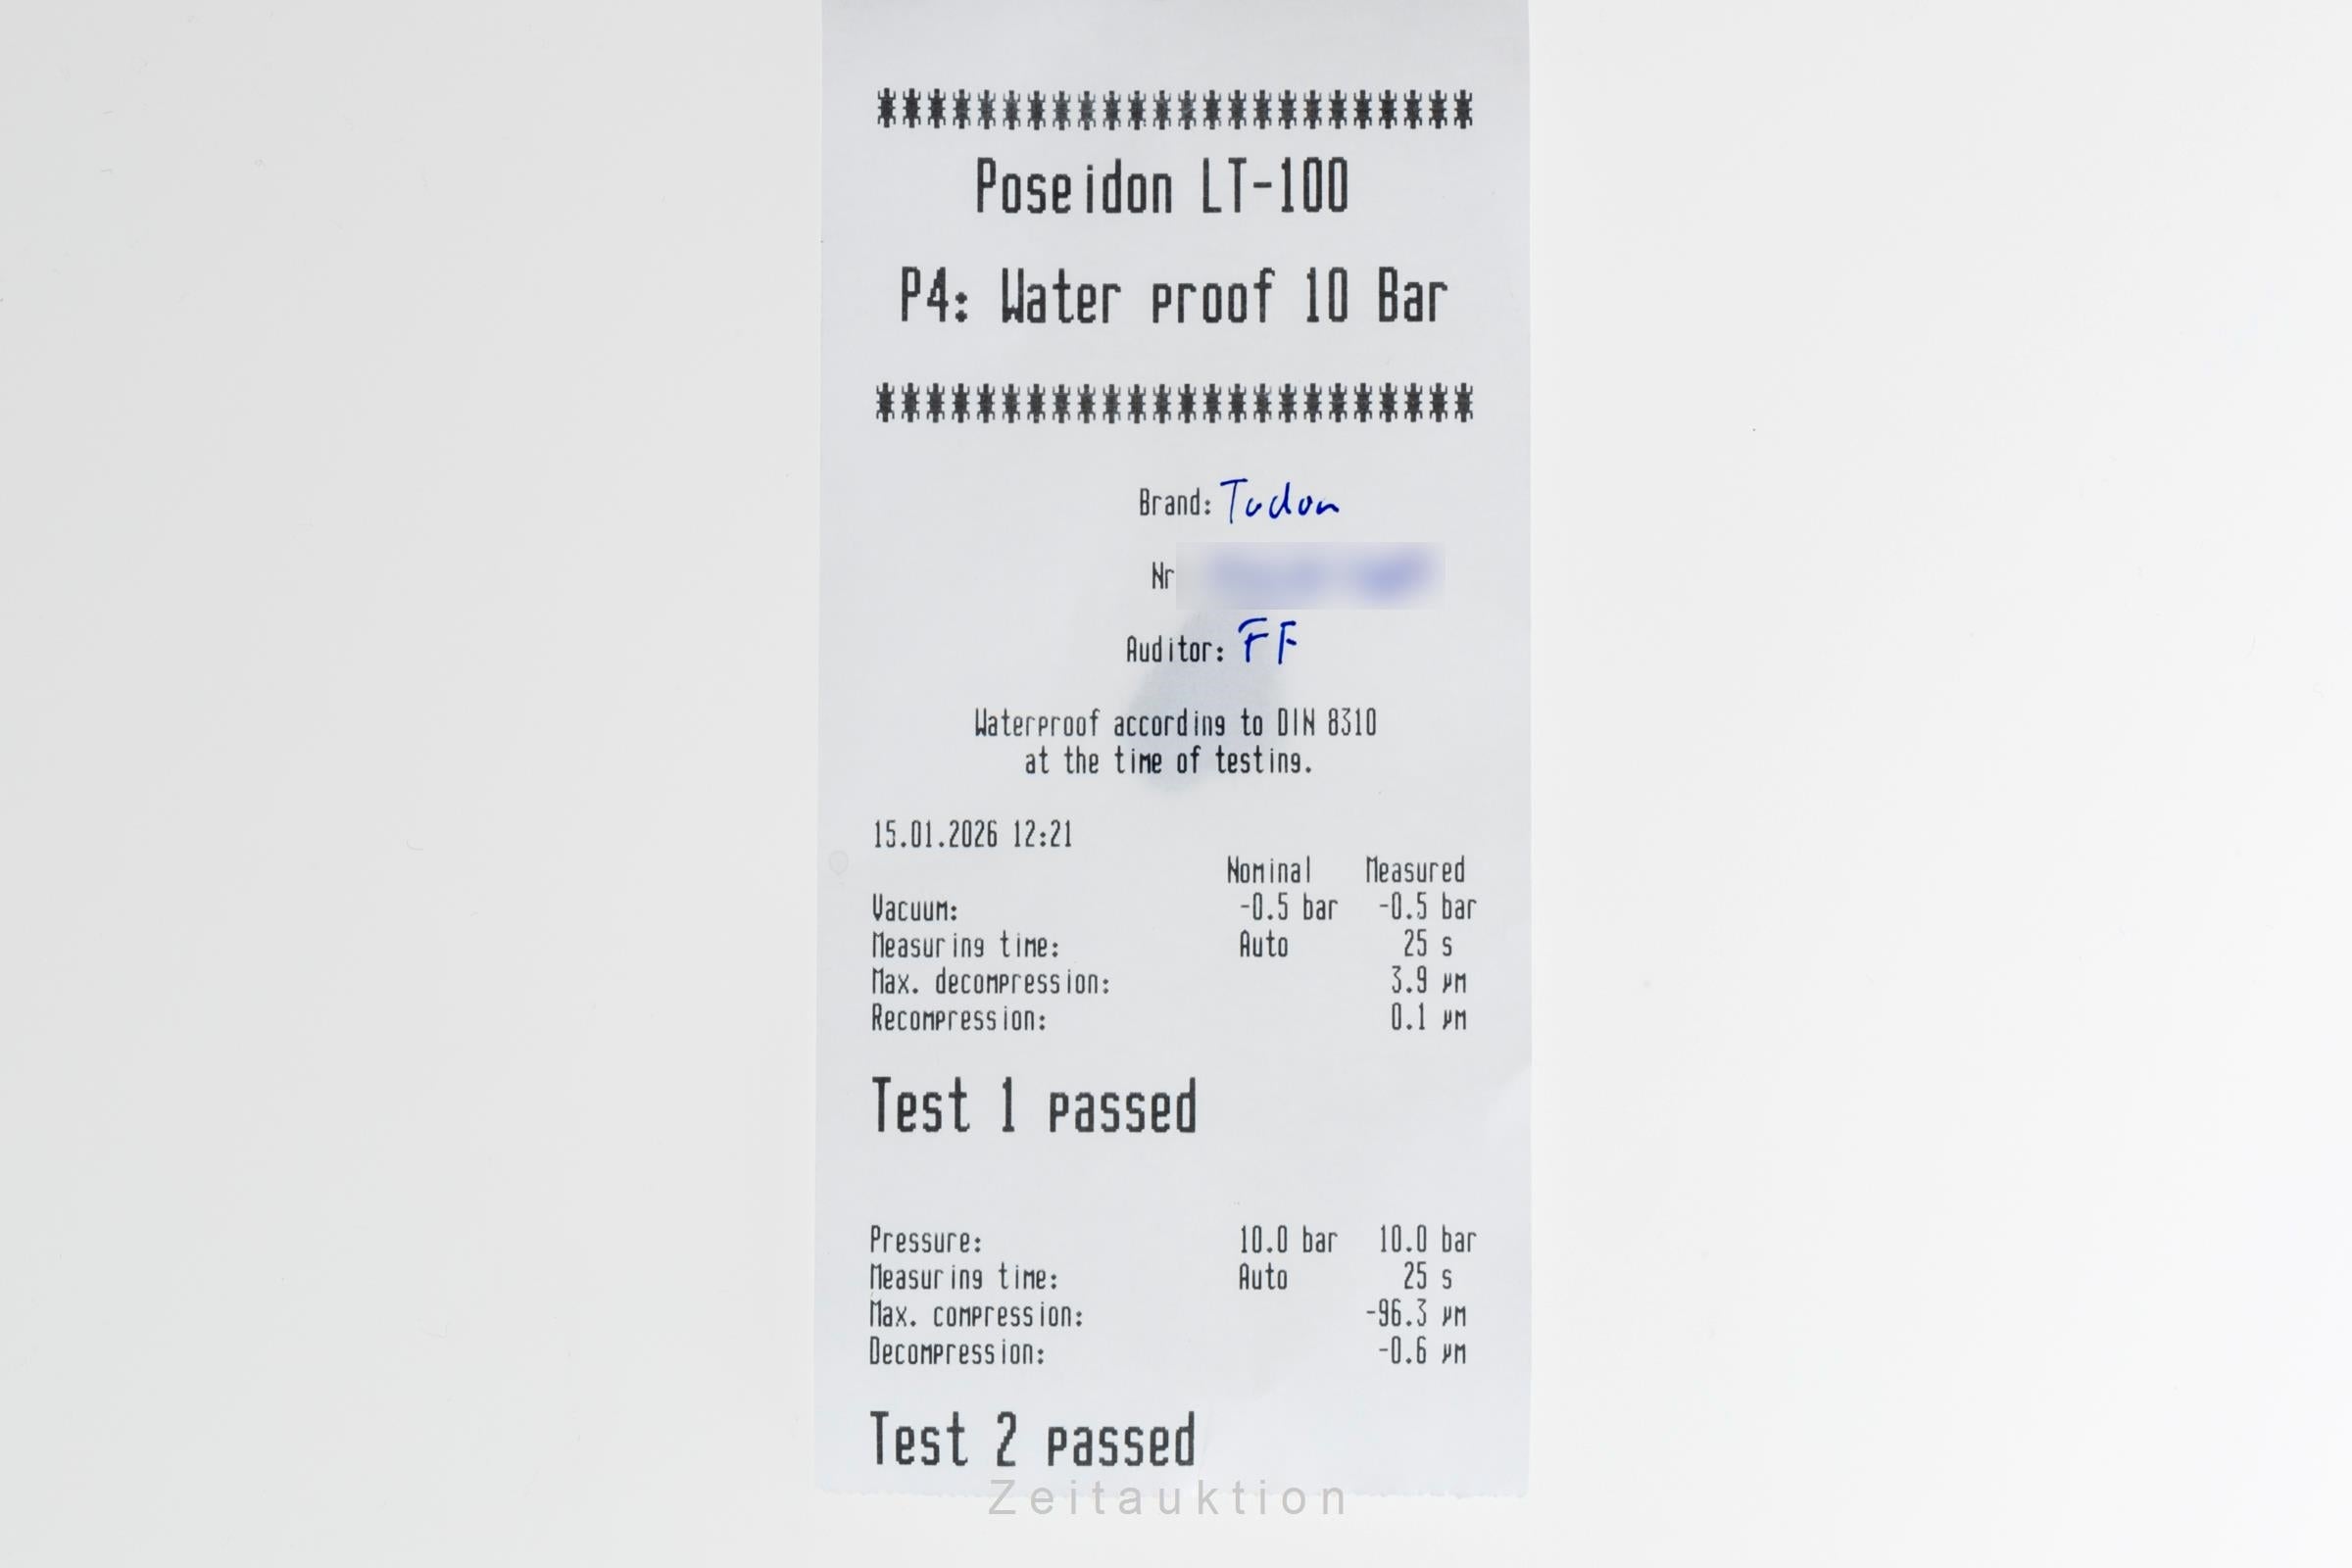 ************************
Poseidon LT-100
P4: Water proof 10 Bar
************************
Brand: Tudor
Nr
Auditor: FF
Waterproof according to DIN 8310
at the time of testing.
15.01.2026 12:21
Nominal Measured
Vacuum: -0.5 bar -0.5 bar
Measuring time: Auto 25 s
Max. decompression: 3.9 µm
Recompression: 0.1 µm
Test 1 passed
Pressure: 10.0 bar 10.0 bar
Measuring time: Auto 25 s
Max. compression: -96.3 µm
Decompression: -0.6 µm
Test 2 passed
Zeitauktion